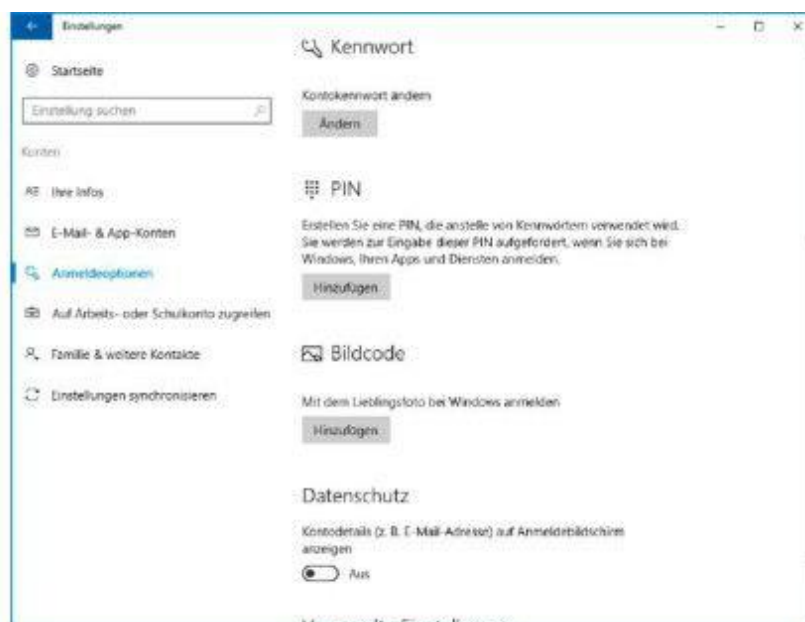 Einstellungen
Startseite
Einstellung suchen
Konten
Ihre Infos
E-Mail- & App-Konten
Anmeldeoptionen
Auf Arbeits- oder Schulkonto zugreifen
Familie & weitere Kontakte
Einstellungen synchronisieren
Kennwort
Kontokennwort ändern
Ändern
PIN
Erstellen Sie eine PIN, die anstelle von Kennwörtern verwendet wird.
Sie werden zur Eingabe dieser PIN aufgefordert, wenn Sie sich bei
Windows, Ihren Apps und Diensten anmelden.
Hinzufügen
Bildcode
Mit dem Lieblingsfoto bei Windows anmelden
Hinzufügen
Datenschutz
Kontodetails (z. B. E-Mail-Adresse) auf Anmeldebildschirm
anzeigen
Aus